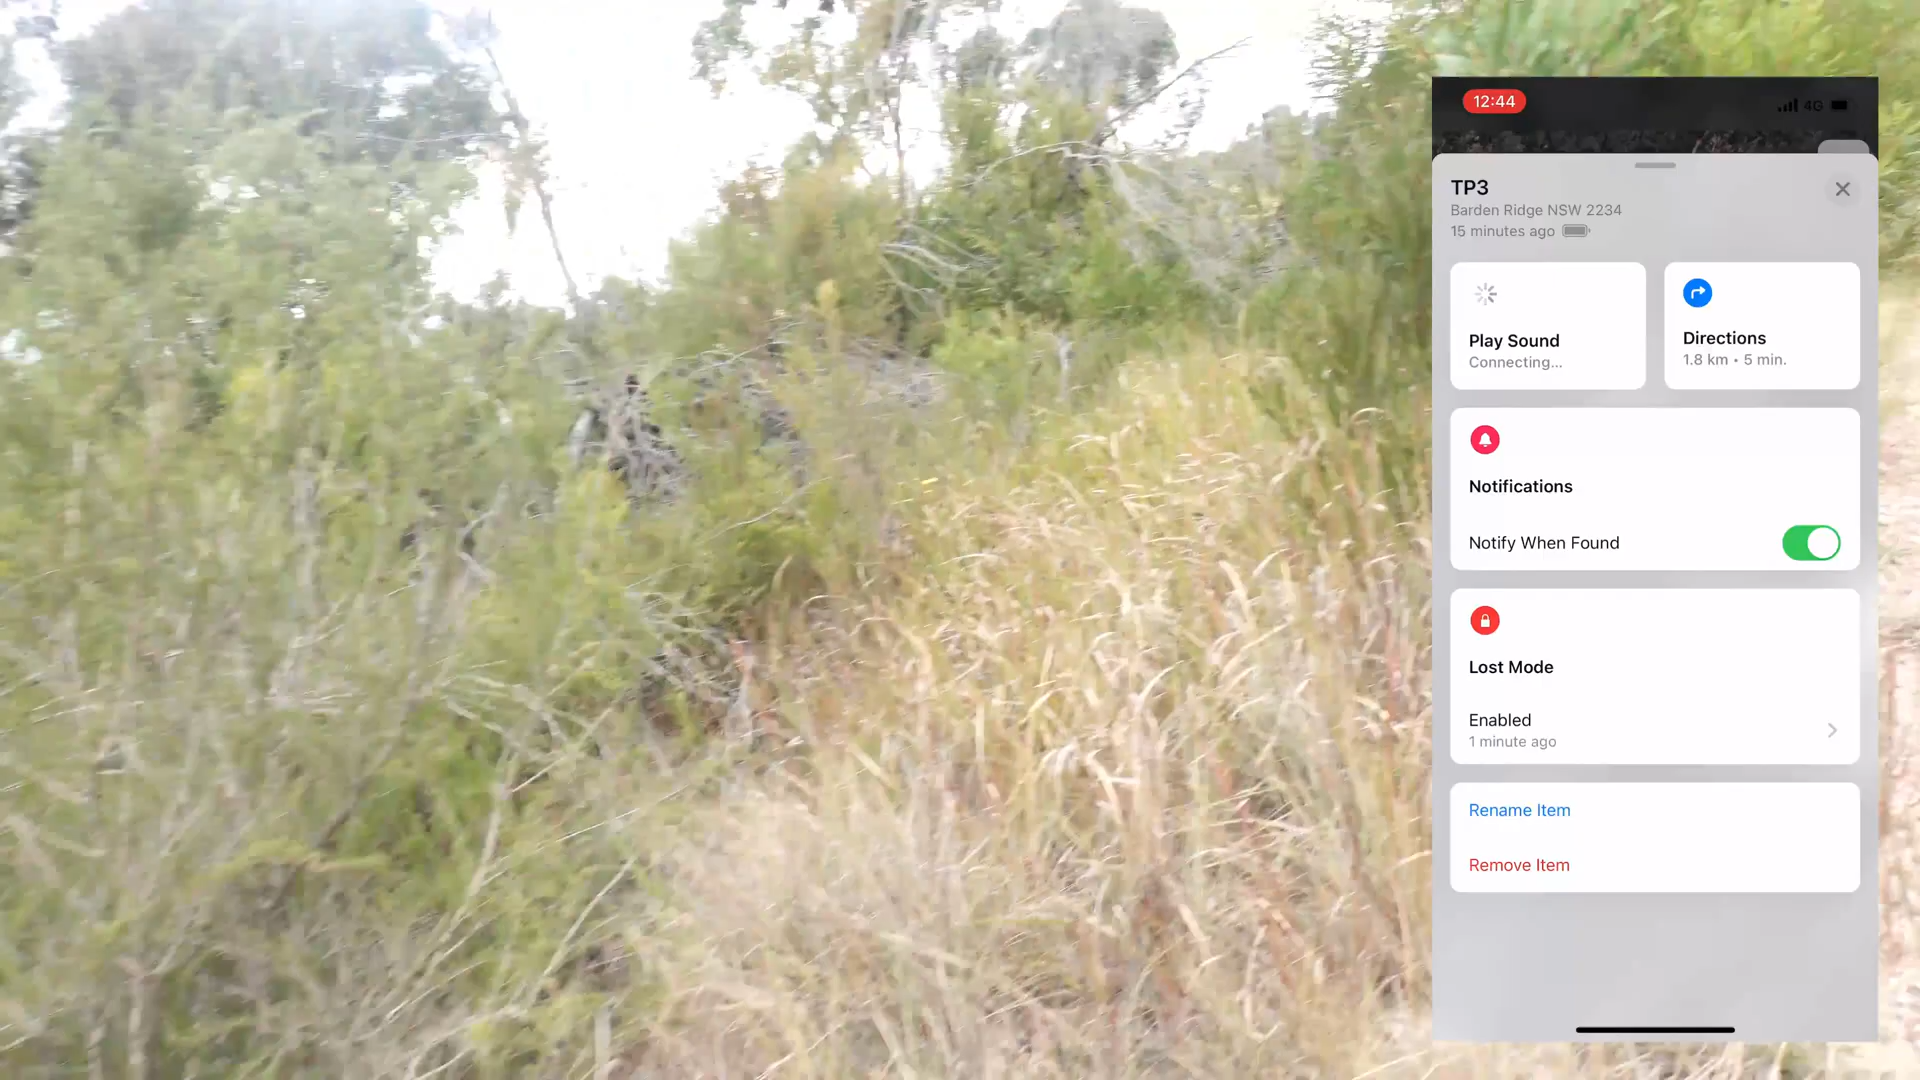 12:44
4G
TP3
Barden Ridge NSW 2234
15 minutes ago
Play Sound
Connecting...
Directions
1.8 km • 5 min.
Notifications
Notify When Found
Lost Mode
Enabled
1 minute ago
Rename Item
Remove Item